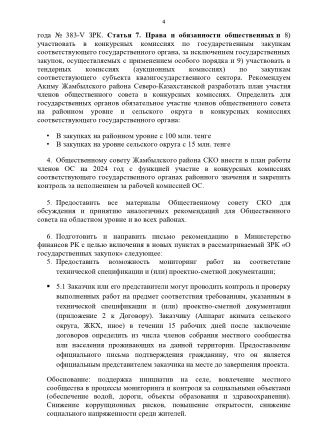 4
года № 383-V ЗРК. Статья 7. Права и обязанности общественных п 8)
участвовать в конкурсных комиссиях по государственным закупкам
соответствующего государственного органа, за исключением государственных
закупок, осуществляемых с применением особого порядка и 9) участвовать в
тендерных комиссиях (аукционных комиссиях) по закупкам
соответствующего субъекта квазигосударственного сектора. Рекомендуем
Акиму Жамбылского района Северо-Казахстанской разработать план участия
членов общественного совета в конкурсных комиссиях. Определить для
государственных органов обязательное участие членов общественного совета
на районном уровне и сельского округа в конкурсных комиссиях
соответствующего государственного органа:
• В закупках на районном уровне с 100 млн. тенге
• В закупках на уровне сельского округа с 15 млн. тенге
4. Общественному совету Жамбылского района СКО внести в план работы
членов ОС на 2024 год с функцией участие в конкурсных комиссиях
соответствующего государственных органах районного значения и закрепить
контроль за исполнением за рабочей комиссией ОС.
5. Предоставить все материалы Общественному совету СКО для
обсуждения и принятию аналогичных рекомендаций для Общественного
совета на областном уровне и во всех районах.
6. Подготовить и направить письмо рекомендацию в Министерство
финансов РК с целью включения в новых пунктах в рассматриваемый ЗРК «О
государственных закупок» следующее:
5. Предоставить возможность мониторинг работ на соответствие
технической спецификации и (или) проектно-сметной документации;
• 5.1 Заказчик или его представители могут проводить контроль и проверку
выполненных работ на предмет соответствия требованиям, указанным в
технической спецификации и (или) проектно-сметной документации
(приложение 2 к Договору). Заказчику (Аппарат акимата сельского
округа, ЖКХ, иное) в течении 15 рабочих дней после заключение
договоров определить из числа членов собрания местного сообщества
или населения проживающих на данной территории. Предоставление
официального письма подтверждения гражданину, что он является
официальным представителем заказчика на месте до завершения проекта.
Обоснование: поддержка инициатив на селе, вовлечение местного
сообщества в процессы мониторинга и контроля за социальными объектами
(обеспечение водой, дороги, объекты образования и здравоохранения).
Снижение коррупционных рисков, повышение открытости, снижение
социального напряженности среди жителей.